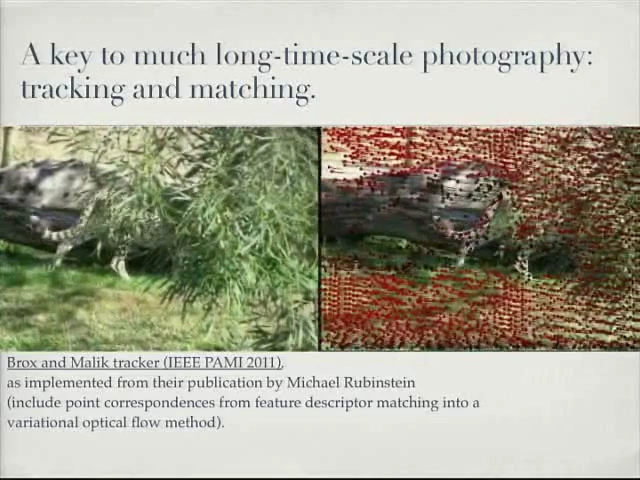 A key to much long-time-scale photography:
tracking and matching.
Brox and Malik tracker (IEEE PAMI 2011),
as implemented from their publication by Michael Rubinstein
(include point correspondences from feature descriptor matching into a
variational optical flow method).